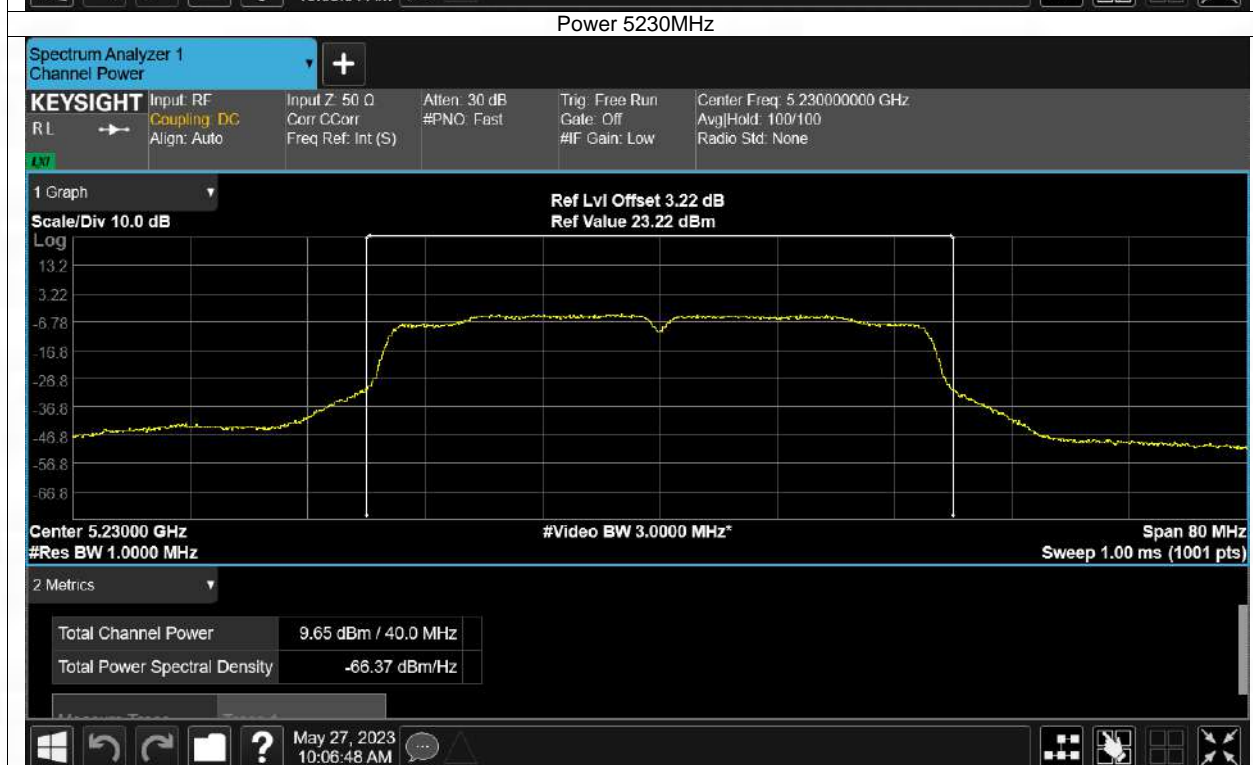 Power 5230MHz
Spectrum Analyzer 1
Channel Power
+
KEYSIGHT
RL
LXI
Input: RF
Coupling: DC
Align: Auto
Input Z: 50 Ω
Corr CCorr
Freq Ref: Int (S)
Atten: 30 dB
#PNO: Fast
Trig: Free Run
Gate: Off
#IF Gain: Low
Center Freq: 5.230000000 GHz
Avg|Hold: 100/100
Radio Std: None
1 Graph
Scale/Div 10.0 dB
Ref Lvl Offset 3.22 dB
Ref Value 23.22 dBm
Log
13.2
3.22
-6.78
-16.8
-26.8
-36.8
-46.8
-56.8
-66.8
Center 5.23000 GHz
#Res BW 1.0000 MHz
#Video BW 3.0000 MHz*
Span 80 MHz
Sweep 1.00 ms (1001 pts)
2 Metrics
Total Channel Power 9.65 dBm / 40.0 MHz
Total Power Spectral Density -66.37 dBm/Hz
?
May 27, 2023
10:06:48 AM